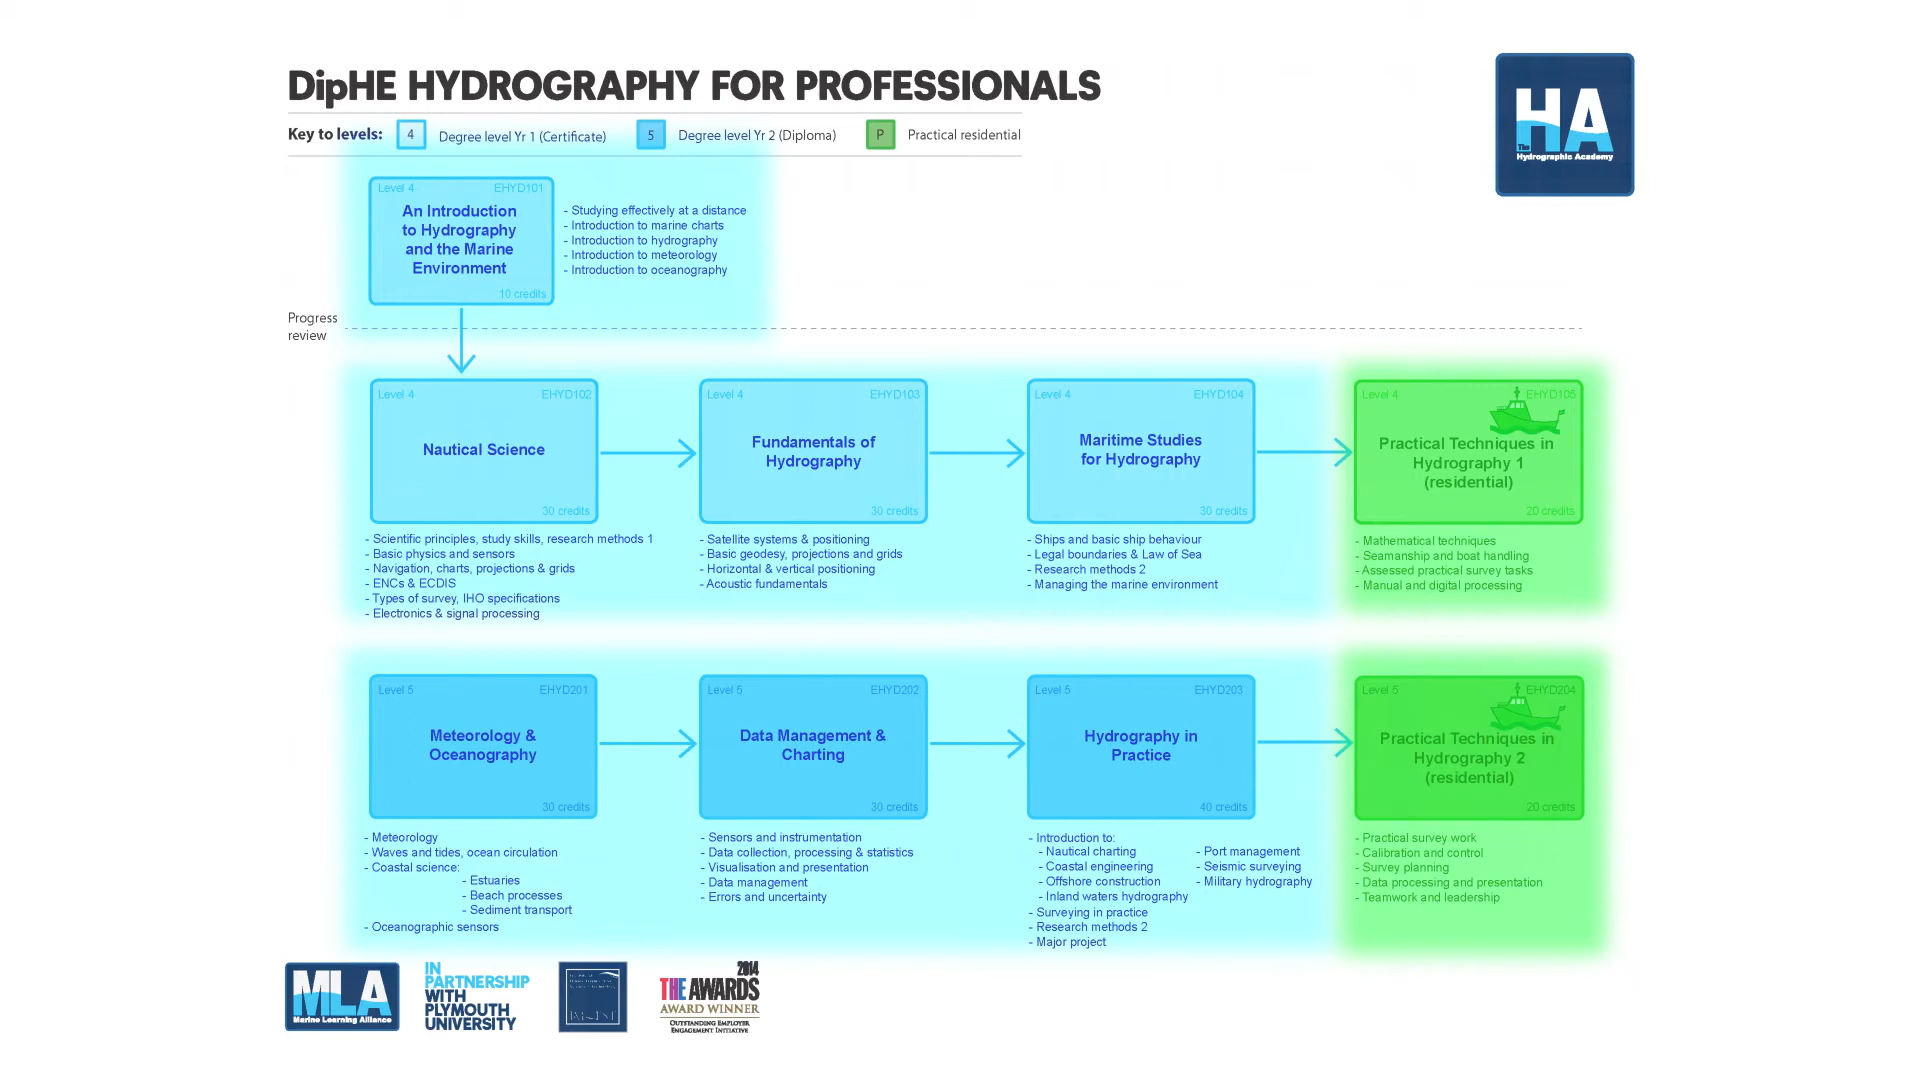 DipHE HYDROGRAPHY FOR PROFESSIONALS
Key to levels: 4 Degree level Yr 1 (Certificate) 5 Degree level Yr 2 (Diploma) P Practical residential
HA
The
Hydrographic Academy
Level 4 EHYD101
An Introduction
to Hydrography
and the Marine
Environment
10 credits
- Studying effectively at a distance
- Introduction to marine charts
- Introduction to hydrography
- Introduction to meteorology
- Introduction to oceanography
Progress
review
Level 4 EHYD102
Nautical Science
30 credits
- Scientific principles, study skills, research methods 1
- Basic physics and sensors
- Navigation, charts, projections & grids
- ENCs & ECDIS
- Types of survey, IHO specifications
- Electronics & signal processing
Level 4 EHYD103
Fundamentals of
Hydrography
30 credits
- Satellite systems & positioning
- Basic geodesy, projections and grids
- Horizontal & vertical positioning
- Acoustic fundamentals
Level 4 EHYD104
Maritime Studies
for Hydrography
30 credits
- Ships and basic ship behaviour
- Legal boundaries & Law of Sea
- Research methods 2
- Managing the marine environment
Level 4 EHYD105
Practical Techniques in
Hydrography 1
(residential)
20 credits
- Mathematical techniques
- Seamanship and boat handling
- Assessed practical survey tasks
- Manual and digital processing
Level 5 EHYD201
Meteorology &
Oceanography
30 credits
- Meteorology
- Waves and tides, ocean circulation
- Coastal science:
- Estuaries
- Beach processes
- Sediment transport
- Oceanographic sensors
Level 5 EHYD202
Data Management &
Charting
30 credits
- Sensors and instrumentation
- Data collection, processing & statistics
- Visualisation and presentation
- Data management
- Errors and uncertainty
Level 5 EHYD203
Hydrography in
Practice
40 credits
- Introduction to:
- Nautical charting
- Coastal engineering
- Offshore construction
- Inland waters hydrography
- Port management
- Seismic surveying
- Military hydrography
- Surveying in practice
- Research methods 2
- Major project
Level 5 EHYD204
Practical Techniques in
Hydrography 2
(residential)
20 credits
- Practical survey work
- Calibration and control
- Survey planning
- Data processing and presentation
- Teamwork and leadership
MLA
Marine Learning Alliance
IN
PARTNERSHIP
WITH
PLYMOUTH
UNIVERSITY
2014
THE AWARDS
AWARD WINNER
OUTSTANDING EMPLOYER
ENGAGEMENT INITIATIVE